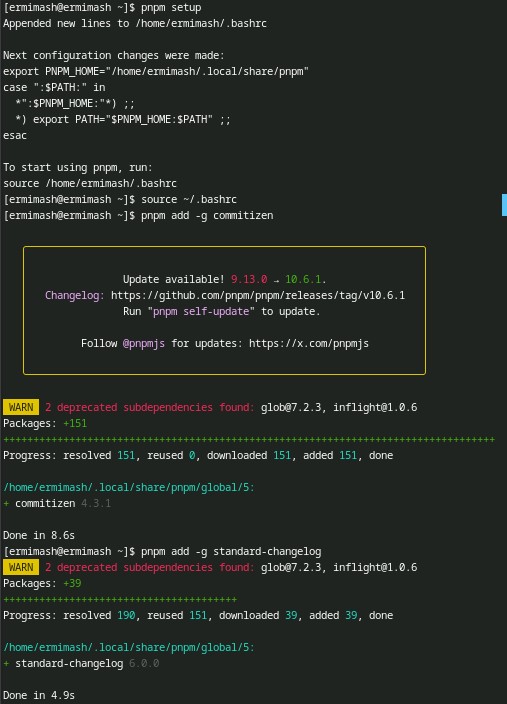 [ermimash@ermimash ~]$ pnpm setup
Appended new lines to /home/ermimash/.bashrc
Next configuration changes were made:
export PNPM_HOME="/home/ermimash/.local/share/pnpm"
case ":$PATH:" in
  *":$PNPM_HOME:"*) ;;
  *) export PATH="$PNPM_HOME:$PATH" ;;
esac
To start using pnpm, run:
source /home/ermimash/.bashrc
[ermimash@ermimash ~]$ source ~/.bashrc
[ermimash@ermimash ~]$ pnpm add -g commitizen
Update available! 9.13.0 → 10.6.1.
Changelog: https://github.com/pnpm/pnpm/releases/tag/v10.6.1
Run "pnpm self-update" to update.
Follow @pnpmjs for updates: https://x.com/pnpmjs
WARN 2 deprecated subdependencies found: glob@7.2.3, inflight@1.0.6
Packages: +151
++++++++++++++++++++++++++++++++++++++++++++++++++++++++++++++++++++++++++++++++++
Progress: resolved 151, reused 0, downloaded 151, added 151, done
/home/ermimash/.local/share/pnpm/global/5:
+ commitizen 4.3.1
Done in 8.6s
[ermimash@ermimash ~]$ pnpm add -g standard-changelog
WARN 2 deprecated subdependencies found: glob@7.2.3, inflight@1.0.6
Packages: +39
+++++++++++++++++++++++++++++++++++++++
Progress: resolved 190, reused 151, downloaded 39, added 39, done
/home/ermimash/.local/share/pnpm/global/5:
+ standard-changelog 6.0.0
Done in 4.9s